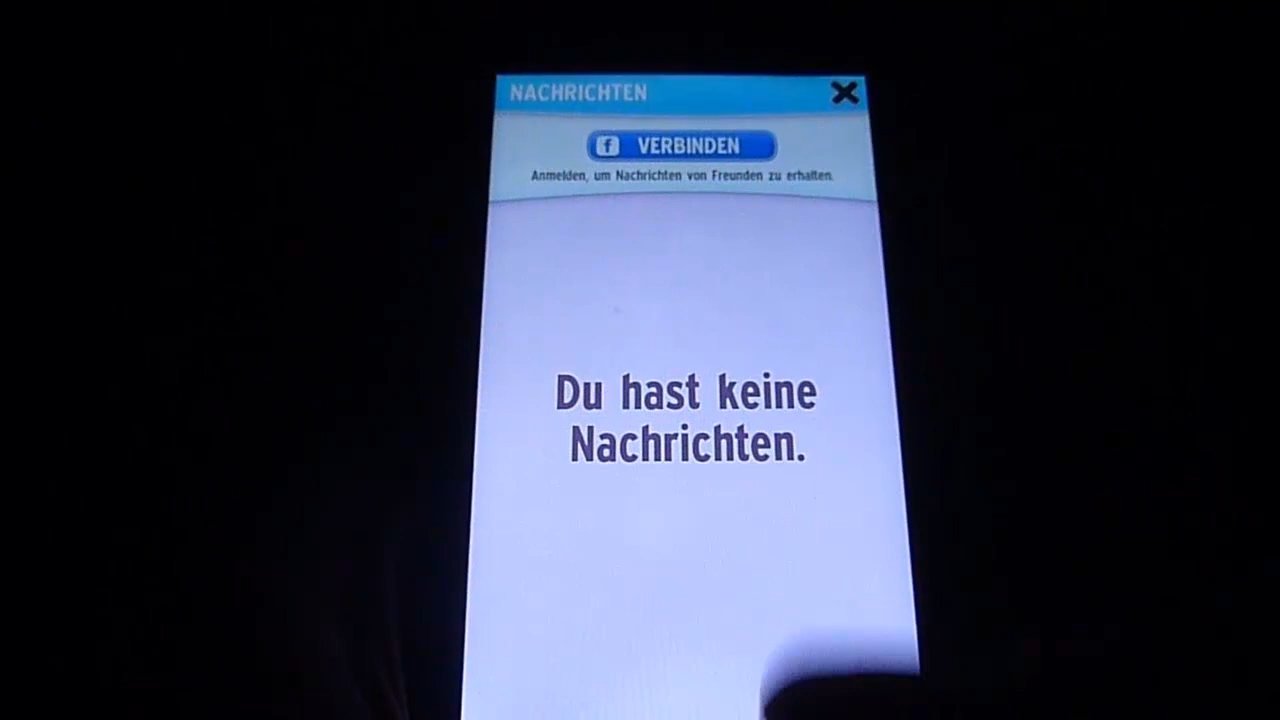 NACHRICHTEN
f VERBINDEN
Anmelden, um Nachrichten von Freunden zu erhalten.
Du hast keine
Nachrichten.